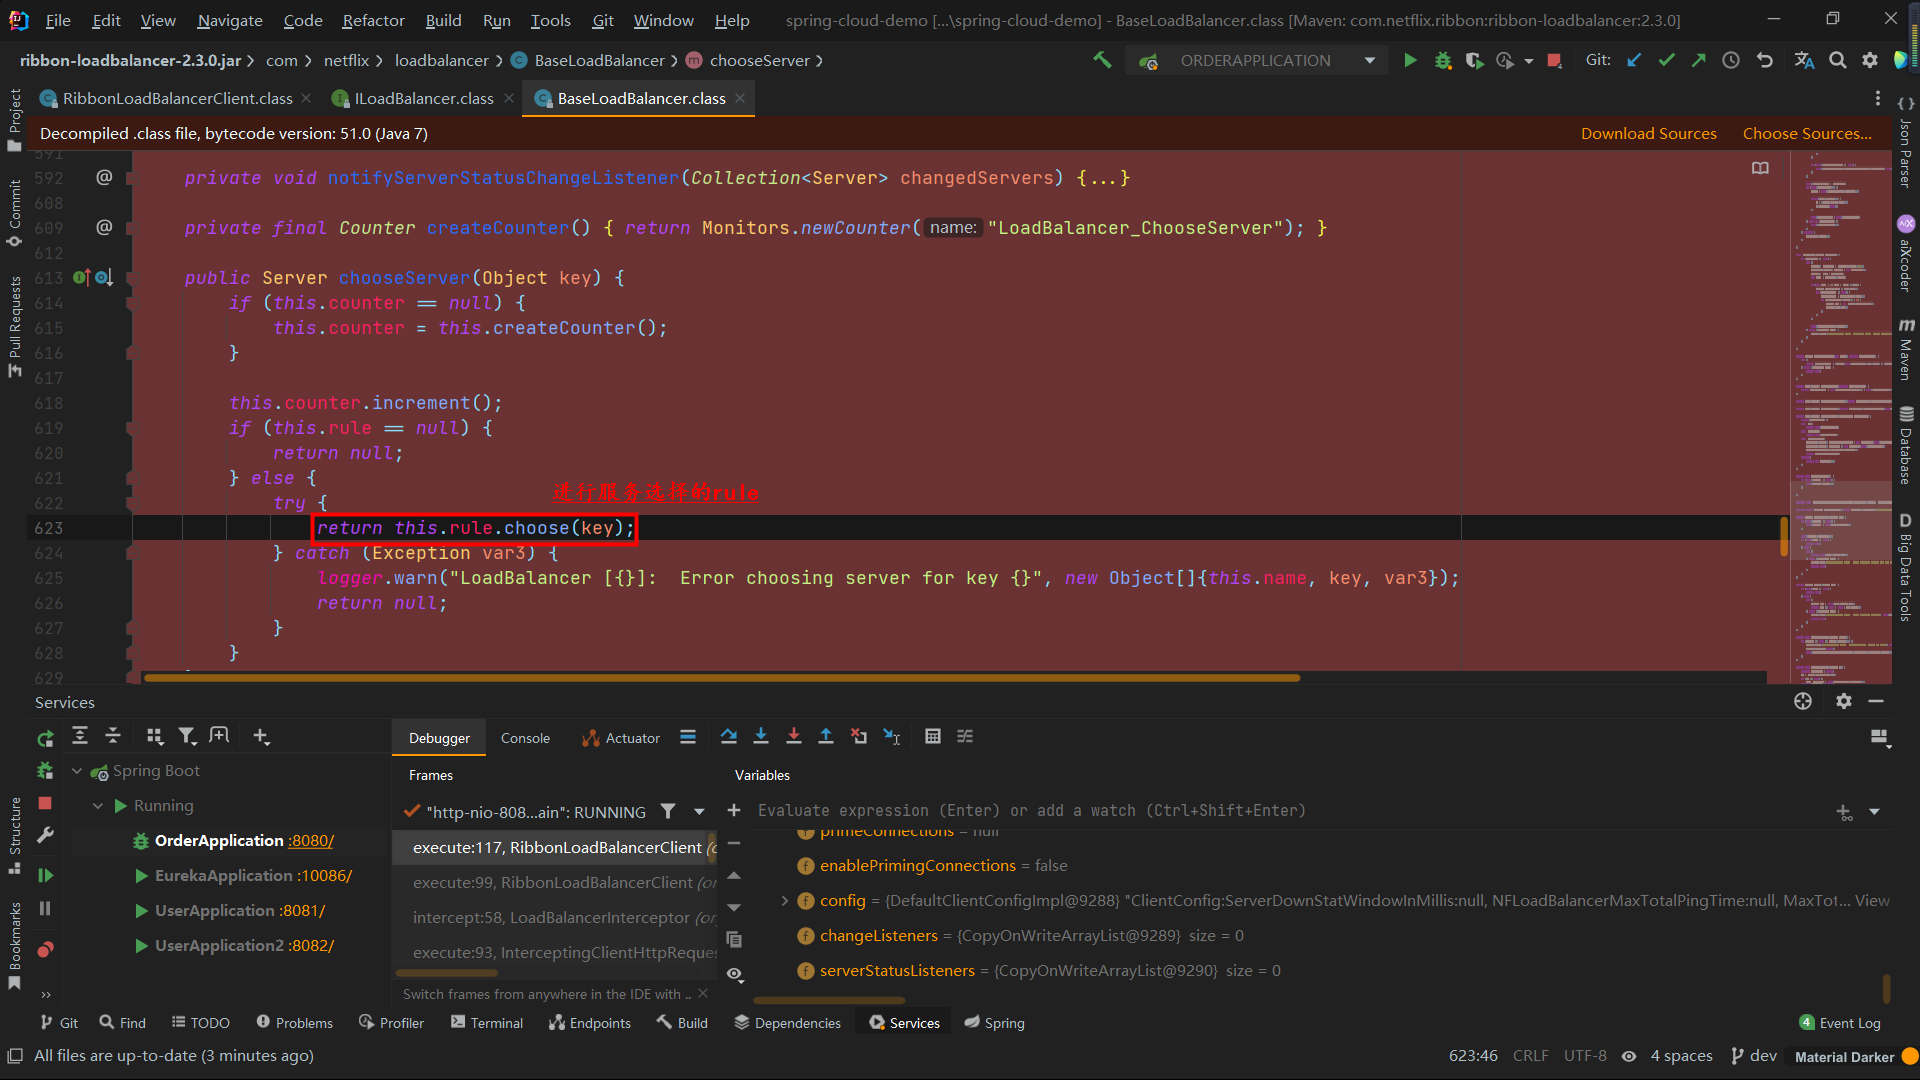 File Edit View Navigate Code Refactor Build Run Tools Git Window Help spring-cloud-demo [...\spring-cloud-demo] - BaseLoadBalancer.class [Maven: com.netflix.ribbon:ribbon-loadbalancer:2.3.0]
ribbon-loadbalancer-2.3.0.jar com netflix loadbalancer BaseLoadBalancer chooseServer ORDERAPPLICATION Git:
RibbonLoadBalancerClient.class ILoadBalancer.class BaseLoadBalancer.class
Decompiled .class file, bytecode version: 51.0 (Java 7) Download Sources Choose Sources...
591
592 @ private void notifyServerStatusChangeListener(Collection<Server> changedServers) {...}
608
609 @ private final Counter createCounter() { return Monitors.newCounter( name: "LoadBalancer_ChooseServer"); }
612
613 public Server chooseServer(Object key) {
614 if (this.counter == null) {
615 this.counter = this.createCounter();
616 }
617
618 this.counter.increment();
619 if (this.rule == null) {
620 return null;
621 } else {
622 try { 进行服务选择的rule
623 return this.rule.choose(key);
624 } catch (Exception var3) {
625 logger.warn("LoadBalancer [{}]:  Error choosing server for key {}", new Object[]{this.name, key, var3});
626 return null;
627 }
628 }
629
Project
Commit
Pull Requests
Structure
Bookmarks
Json Parser
aiXcoder
Maven
Database
Big Data Tools
Services
Debugger Console Actuator
Spring Boot
Running
OrderApplication :8080/
EurekaApplication :10086/
UserApplication :8081/
UserApplication2 :8082/
Frames
"http-nio-808...ain": RUNNING
execute:117, RibbonLoadBalancerClient
execute:99, RibbonLoadBalancerClient
intercept:58, LoadBalancerInterceptor
execute:93, InterceptingClientHttpReques
Switch frames from anywhere in the IDE with ..
Variables
Evaluate expression (Enter) or add a watch (Ctrl+Shift+Enter)
primeConnections = null
enablePrimingConnections = false
config = {DefaultClientConfigImpl@9288} "ClientConfig:ServerDownStatWindowInMillis:null, NFLoadBalancerMaxTotalPingTime:null, MaxTot... View
changeListeners = {CopyOnWriteArrayList@9289}  size = 0
serverStatusListeners = {CopyOnWriteArrayList@9290}  size = 0
Git Find TODO Problems Profiler Terminal Endpoints Build Dependencies Services Spring 4 Event Log
All files are up-to-date (3 minutes ago) 623:46 CRLF UTF-8 4 spaces dev Material Darker